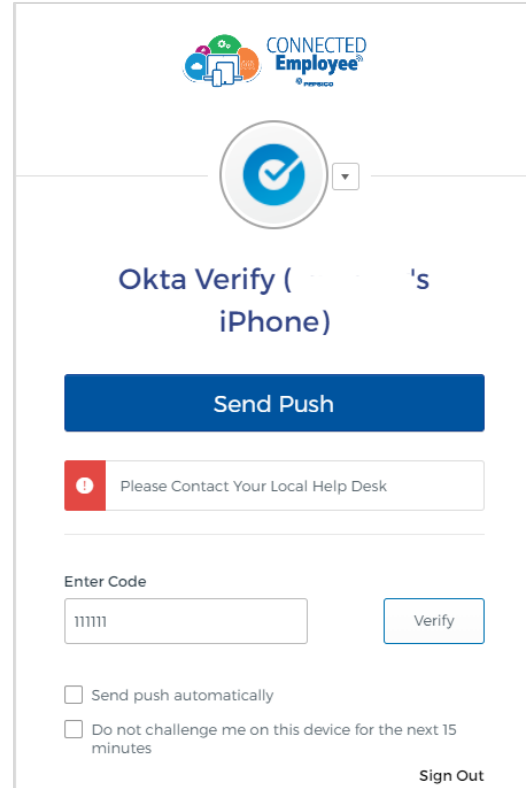 CONNECTED
Employee
PEPSICO
Okta Verify ( 's
iPhone)
Send Push
Please Contact Your Local Help Desk
Enter Code
111111
Verify
Send push automatically
Do not challenge me on this device for the next 15
minutes
Sign Out